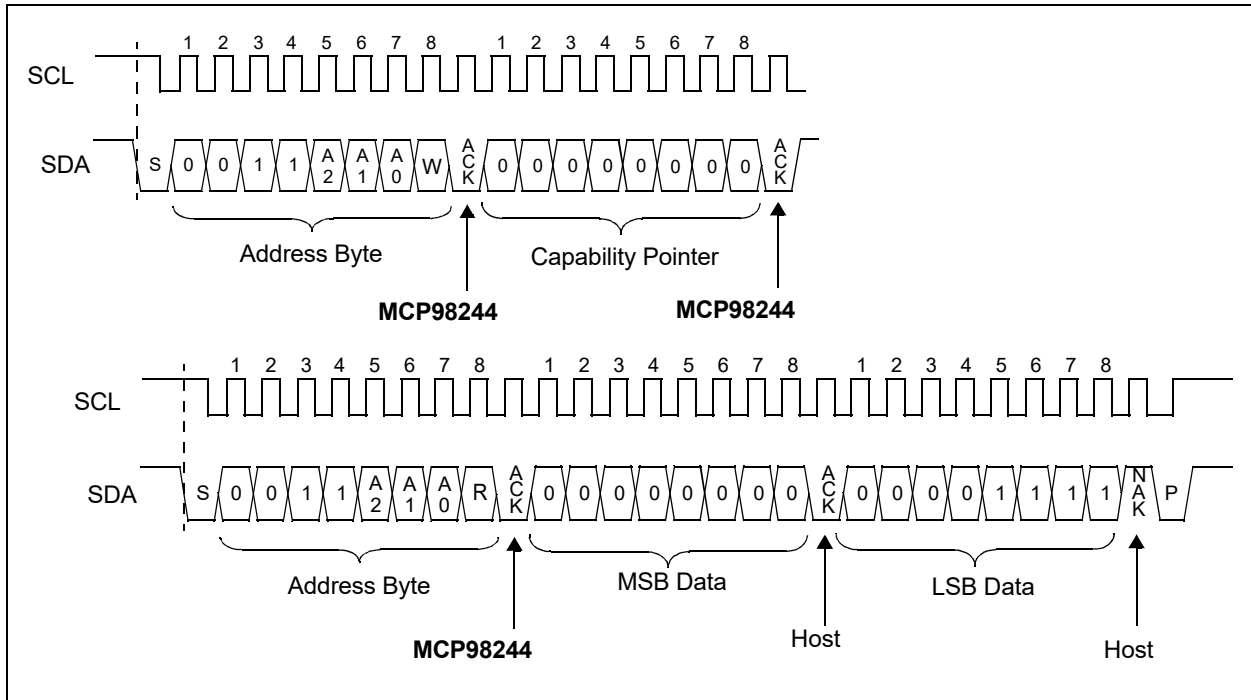 1 2 3 4 5 6 7 8 1 2 3 4 5 6 7 8
SCL
SDA S 0 0 1 1 A2 A1 A0 W ACK 0 0 0 0 0 0 0 0 ACK
Address Byte Capability Pointer
MCP98244 MCP98244
1 2 3 4 5 6 7 8 1 2 3 4 5 6 7 8 1 2 3 4 5 6 7 8
SCL
SDA S 0 0 1 1 A2 A1 A0 R ACK 0 0 0 0 0 0 0 0 ACK 0 0 0 0 1 1 1 1 NAK P
Address Byte MSB Data LSB Data
MCP98244 Host Host